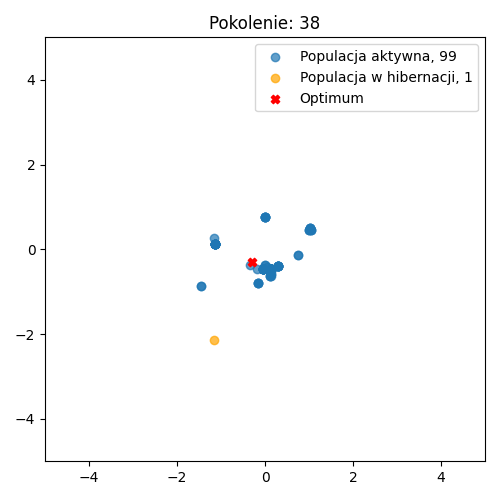 Pokolenie: 38
Populacja aktywna, 99
Populacja w hibernacji, 1
Optimum
4
2
0
−2
−4
−4 −2 0 2 4